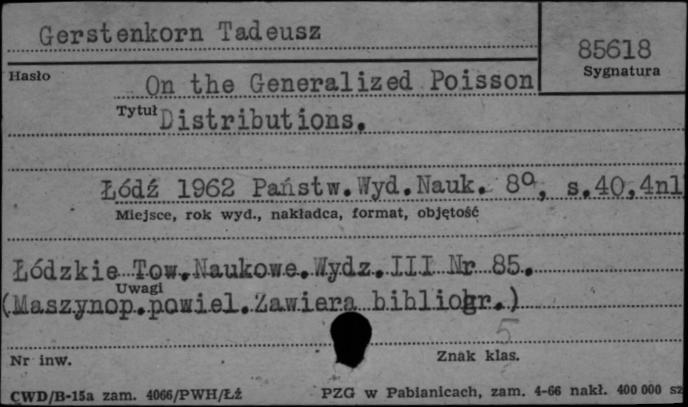 Gerstenkorn Tadeusz
85618
Hasło
Sygnatura
On the Generalized Poisson
Tytuł Distributions.
Łódź 1962 Państw.Wyd.Nauk. 8°, s.40,4nl
Miejsce, rok wyd., nakładca, format, objętość
Łódzkie Tow.Naukowe.Wydz.III Nr 85.
Uwagi
(Maszynop.powiel.Zawiera bibliogr.)
5
Nr inw.
Znak klas.
CWD/B-15a zam. 4066/PWH/Łż
PZG w Pabianicach, zam. 4-66 nakł. 400 000 sz